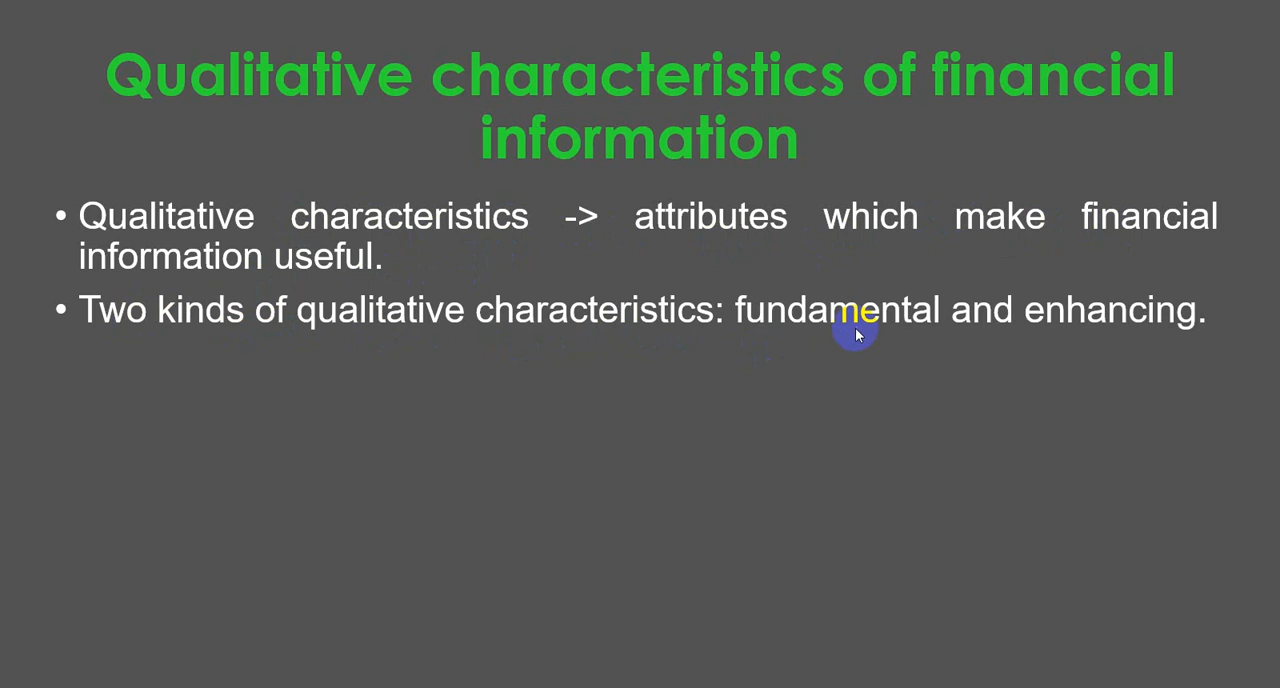 Qualitative characteristics of financial
information
• Qualitative characteristics -> attributes which make financial
information useful.
• Two kinds of qualitative characteristics: fundamental and enhancing.